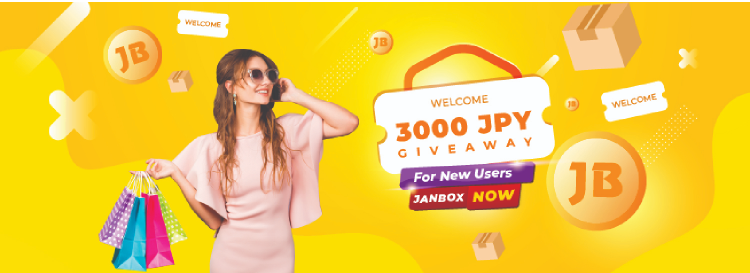 WELCOME
JB
JB
WELCOME
3000 JPY
GIVEAWAY
For New Users
JANBOX NOW
JB
WELCOME
JB